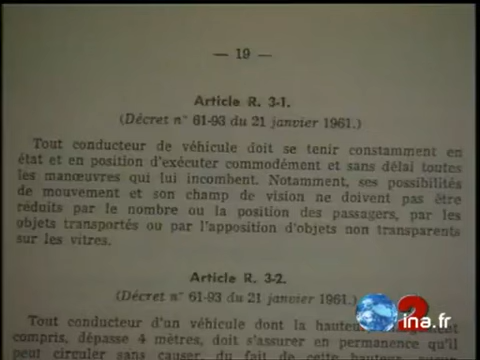 — 19 —
Article R. 3-1.
(Décret n° 61-93 du 21 janvier 1961.)
Tout conducteur de véhicule doit se tenir constamment en
état et en position d'exécuter commodément et sans délai toutes
les manœuvres qui lui incombent. Notamment, ses possibilités
de mouvement et son champ de vision ne doivent pas être
réduits par le nombre ou la position des passagers, par les
objets transportés ou par l'apposition d'objets non transparents
sur les vitres.
Article R. 3-2.
(Décret n° 61-93 du 21 janvier 1961.)
Tout conducteur d'un véhicule dont la hauteur
compris, dépasse 4 mètres, doit s'assurer en permanence qu'il
peut circuler sans causer, du fait de cette hauteur, aucun
2
ina.fr